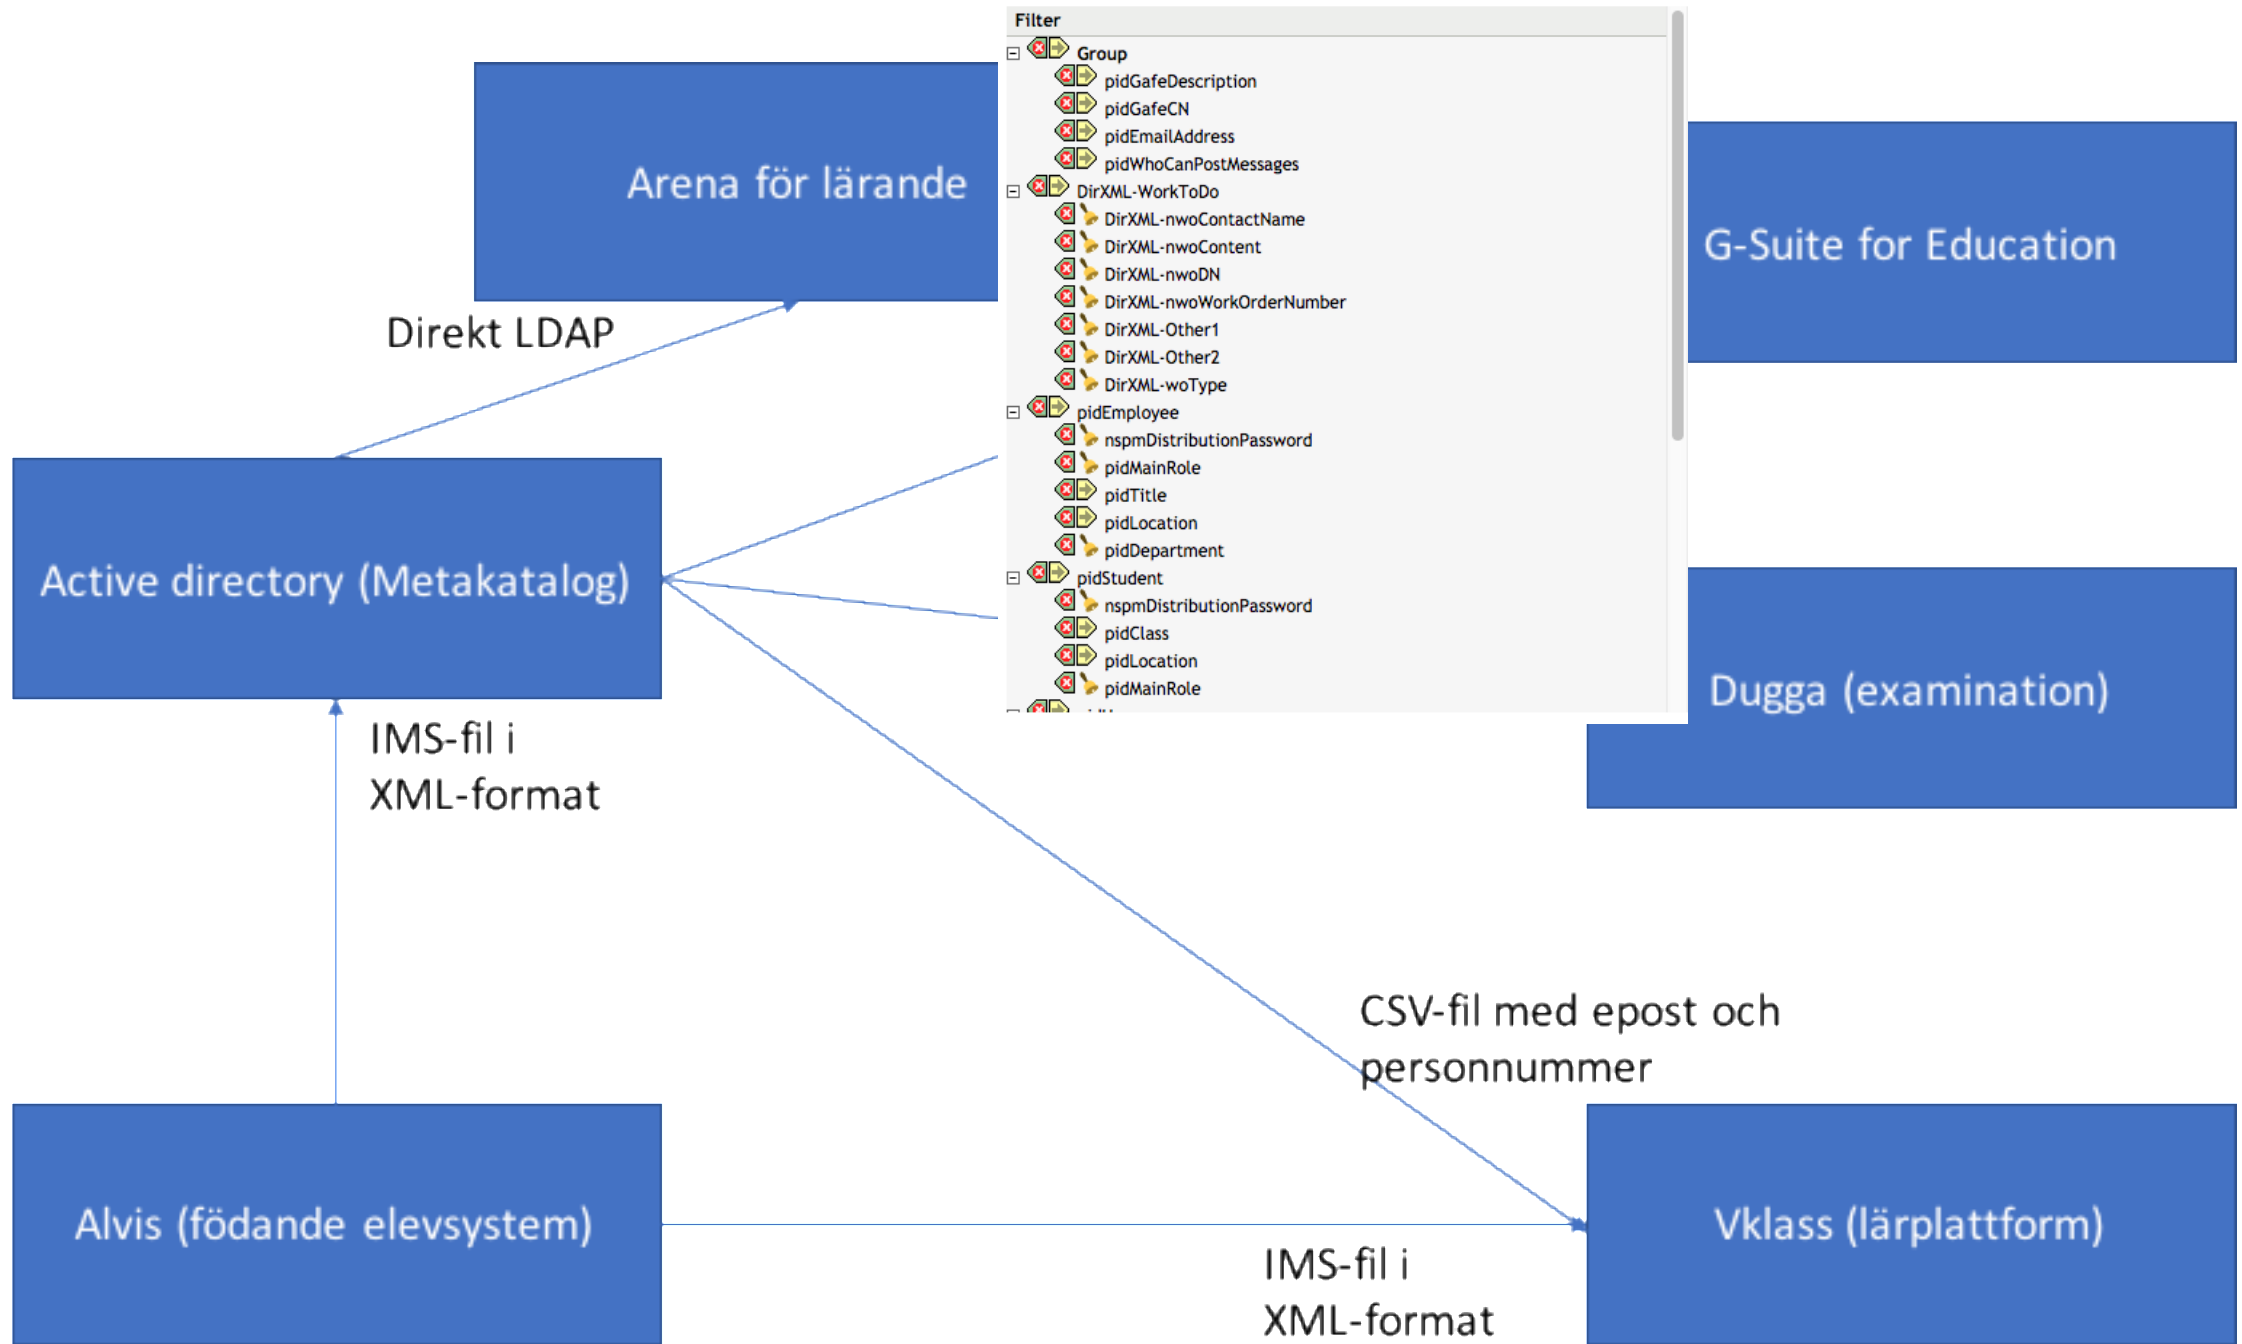 Filter
Group
pidGafeDescription
pidGafeCN
pidEmailAddress
pidWhoCanPostMessages
DirXML-WorkToDo
DirXML-nwoContactName
DirXML-nwoContent
DirXML-nwoDN
DirXML-nwoWorkOrderNumber
DirXML-Other1
DirXML-Other2
DirXML-woType
pidEmployee
nspmDistributionPassword
pidMainRole
pidTitle
pidLocation
pidDepartment
pidStudent
nspmDistributionPassword
pidClass
pidLocation
pidMainRole
Arena för lärande
G-Suite for Education
Direkt LDAP
Active directory (Metakatalog)
Dugga (examination)
IMS-fil i
XML-format
CSV-fil med epost och
personnummer
Alvis (födande elevsystem)
Vklass (lärplattform)
IMS-fil i
XML-format